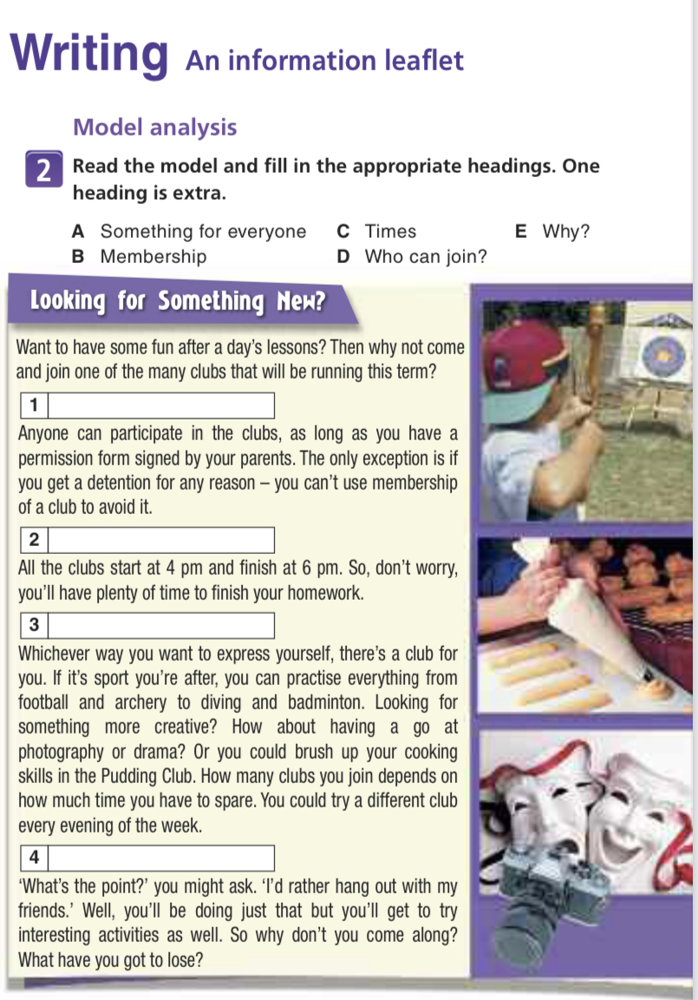 Writing An information leaflet
Model analysis
2 Read the model and fill in the appropriate headings. One
heading is extra.
A Something for everyone C Times E Why?
B Membership D Who can join?
Looking for Something New?
Want to have some fun after a day's lessons? Then why not come
and join one of the many clubs that will be running this term?
1
Anyone can participate in the clubs, as long as you have a
permission form signed by your parents. The only exception is if
you get a detention for any reason – you can't use membership
of a club to avoid it.
2
All the clubs start at 4 pm and finish at 6 pm. So, don't worry,
you'll have plenty of time to finish your homework.
3
Whichever way you want to express yourself, there's a club for
you. If it's sport you're after, you can practise everything from
football and archery to diving and badminton. Looking for
something more creative? How about having a go at
photography or drama? Or you could brush up your cooking
skills in the Pudding Club. How many clubs you join depends on
how much time you have to spare. You could try a different club
every evening of the week.
4
'What's the point?' you might ask. 'I'd rather hang out with my
friends.' Well, you'll be doing just that but you'll get to try
interesting activities as well. So why don't you come along?
What have you got to lose?